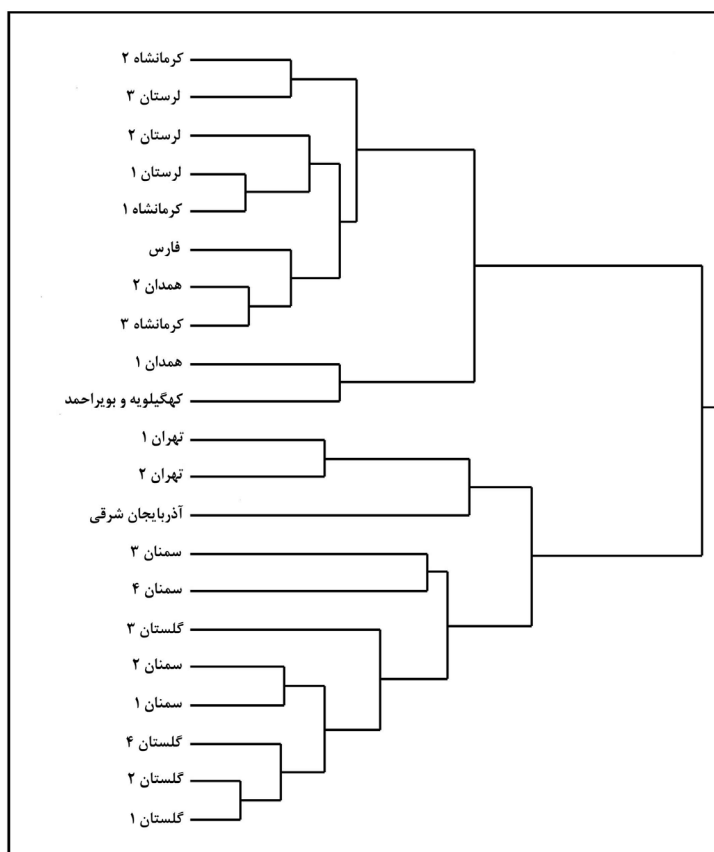 کرمانشاه ۲
لرستان ۳
لرستان ۲
لرستان ۱
کرمانشاه ۱
فارس
همدان ۲
کرمانشاه ۳
همدان ۱
کهگیلویه و بویراحمد
تهران ۱
تهران ۲
آذربایجان شرقی
سمنان ۳
سمنان ۴
گلستان ۳
سمنان ۲
سمنان ۱
گلستان ۴
گلستان ۲
گلستان ۱